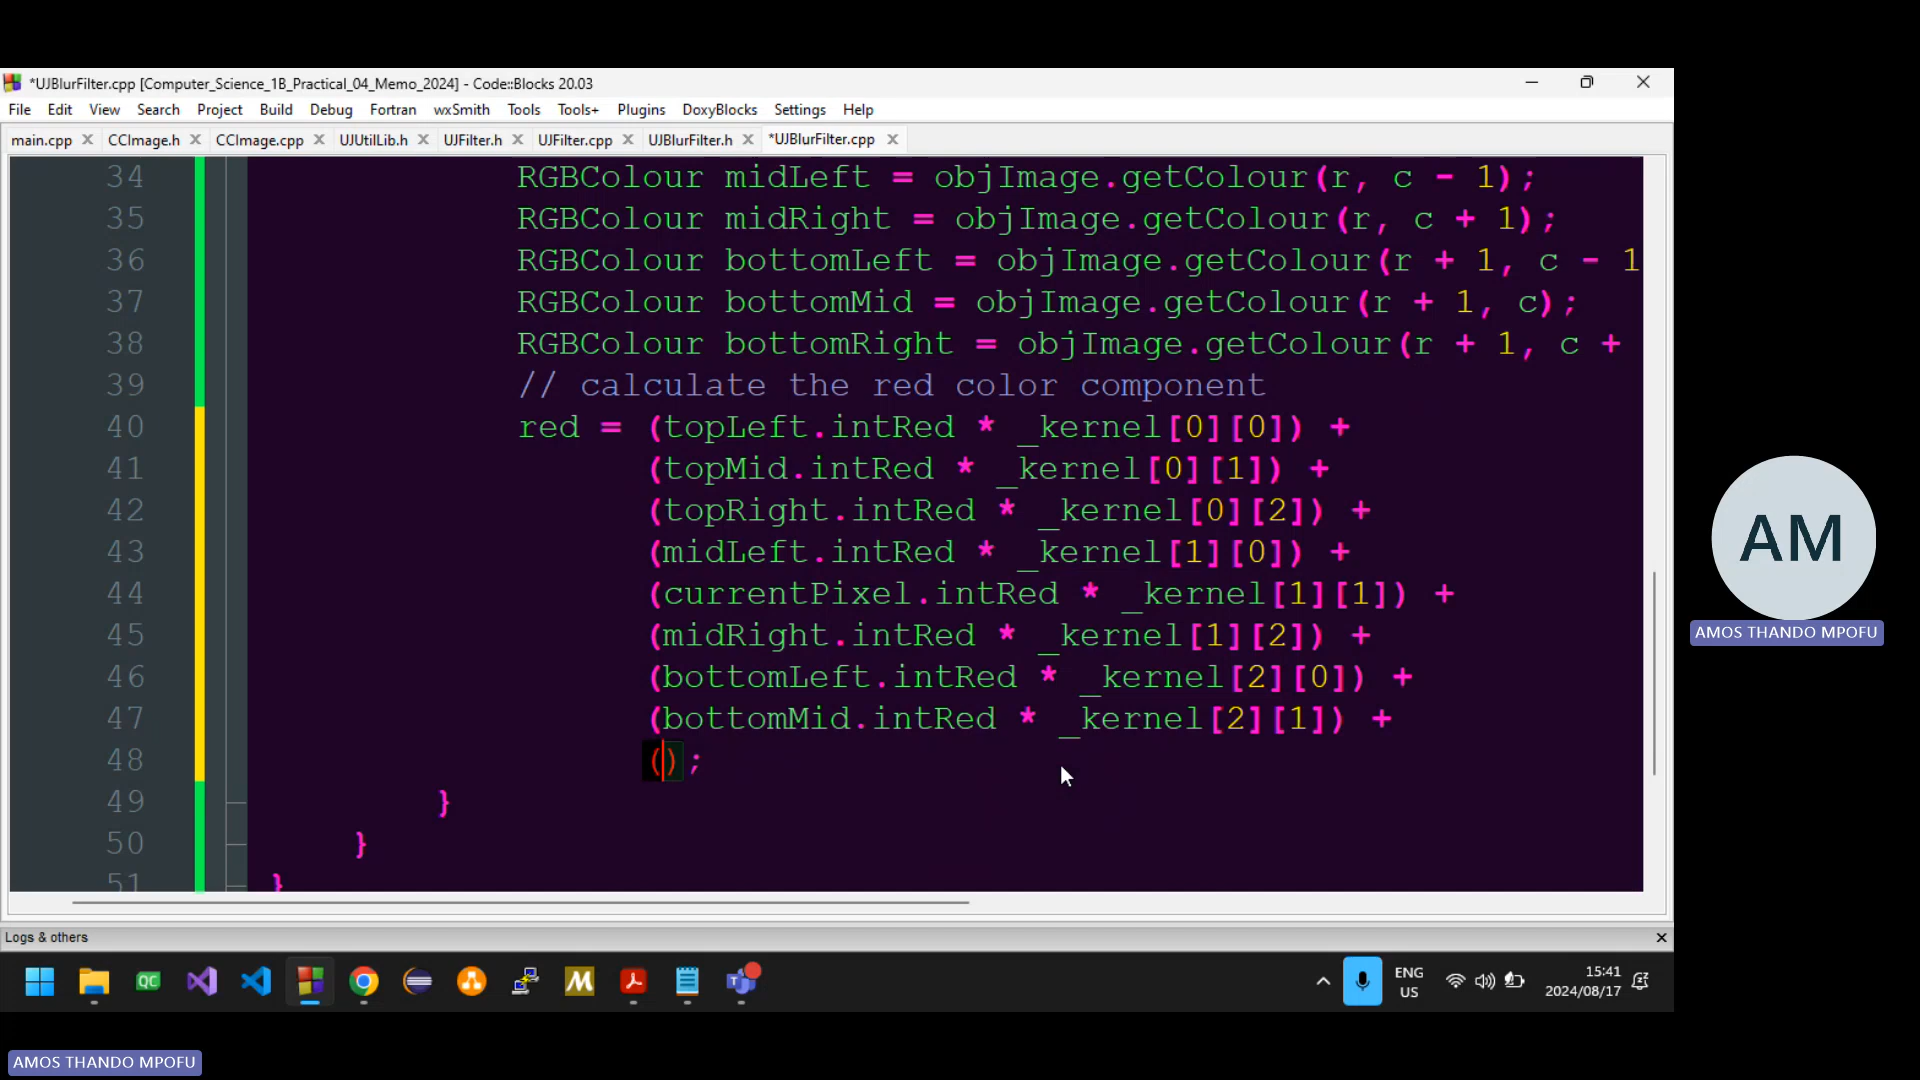 *UJBlurFilter.cpp [Computer_Science_1B_Practical_04_Memo_2024] - Code::Blocks 20.03
File Edit View Search Project Build Debug Fortran wxSmith Tools Tools+ Plugins DoxyBlocks Settings Help
main.cpp CCImage.h CCImage.cpp UJUtilLib.h UJFilter.h UJFilter.cpp UJBlurFilter.h *UJBlurFilter.cpp
34 RGBColour midLeft = objImage.getColour(r, c - 1);
35 RGBColour midRight = objImage.getColour(r, c + 1);
36 RGBColour bottomLeft = objImage.getColour(r + 1, c - 1
37 RGBColour bottomMid = objImage.getColour(r + 1, c);
38 RGBColour bottomRight = objImage.getColour(r + 1, c +
39 // calculate the red color component
40 red = (topLeft.intRed * _kernel[0][0]) +
41 (topMid.intRed * _kernel[0][1]) +
42 (topRight.intRed * _kernel[0][2]) +
43 (midLeft.intRed * _kernel[1][0]) +
44 (currentPixel.intRed * _kernel[1][1]) +
45 (midRight.intRed * _kernel[1][2]) +
46 (bottomLeft.intRed * _kernel[2][0]) +
47 (bottomMid.intRed * _kernel[2][1]) +
48 ();
49 }
50 }
51 }
Logs & others
QC
M
T
ENG
US
15:41
2024/08/17
AM
AMOS THANDO MPOFU
AMOS THANDO MPOFU